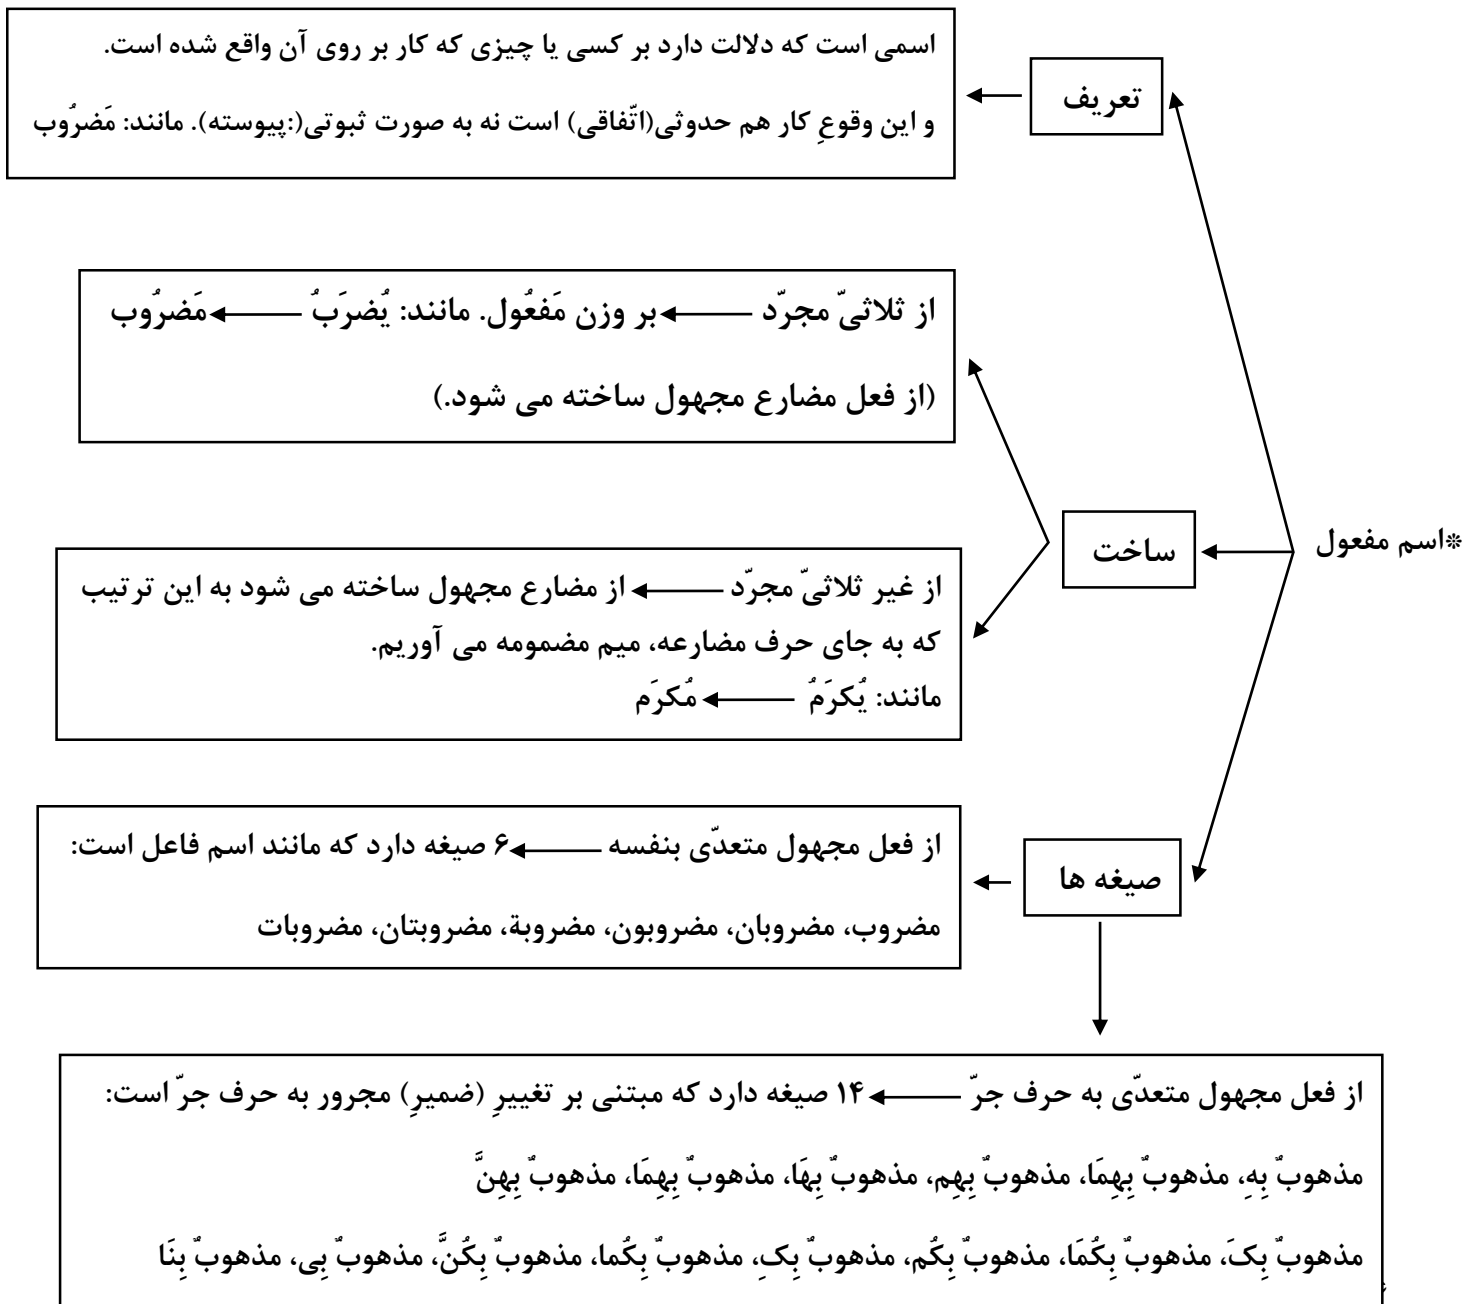 *اسم مفعول
تعریف
اسمی است که دلالت دارد بر کسی یا چیزی که کار بر روی آن واقع شده است.
و این وقوعِ کار هم حدوثی(اتّفاقی) است نه به صورت ثبوتی(:پیوسته). مانند: مَضرُوب
ساخت
از ثلاثیّ مجرّد ← بر وزن مَفعُول. مانند: یُضرَبُ ← مَضرُوب
(از فعل مضارع مجهول ساخته می شود.)
از غیر ثلاثیّ مجرّد ← از مضارع مجهول ساخته می شود به این ترتیب
که به جای حرف مضارعه، میم مضمومه می آوریم.
مانند: یُکرَمُ ← مُکرَم
صیغه ها
از فعل مجهول متعدّی بنفسه ← ۶ صیغه دارد که مانند اسم فاعل است:
مضروب، مضروبان، مضروبون، مضروبة، مضروبتان، مضروبات
از فعل مجهول متعدّی به حرف جرّ ← ۱۴ صیغه دارد که مبتنی بر تغییرِ (ضمیرِ) مجرور به حرف جرّ است:
مذهوبٌ بِهِ، مذهوبٌ بِهِمَا، مذهوبٌ بِهِم، مذهوبٌ بِهَا، مذهوبٌ بِهِمَا، مذهوبٌ بِهِنَّ
مذهوبٌ بِکَ، مذهوبٌ بِکُمَا، مذهوبٌ بِکُم، مذهوبٌ بِکِ، مذهوبٌ بِکُما، مذهوبٌ بِکُنَّ، مذهوبٌ بِی، مذهوبٌ بِنَا